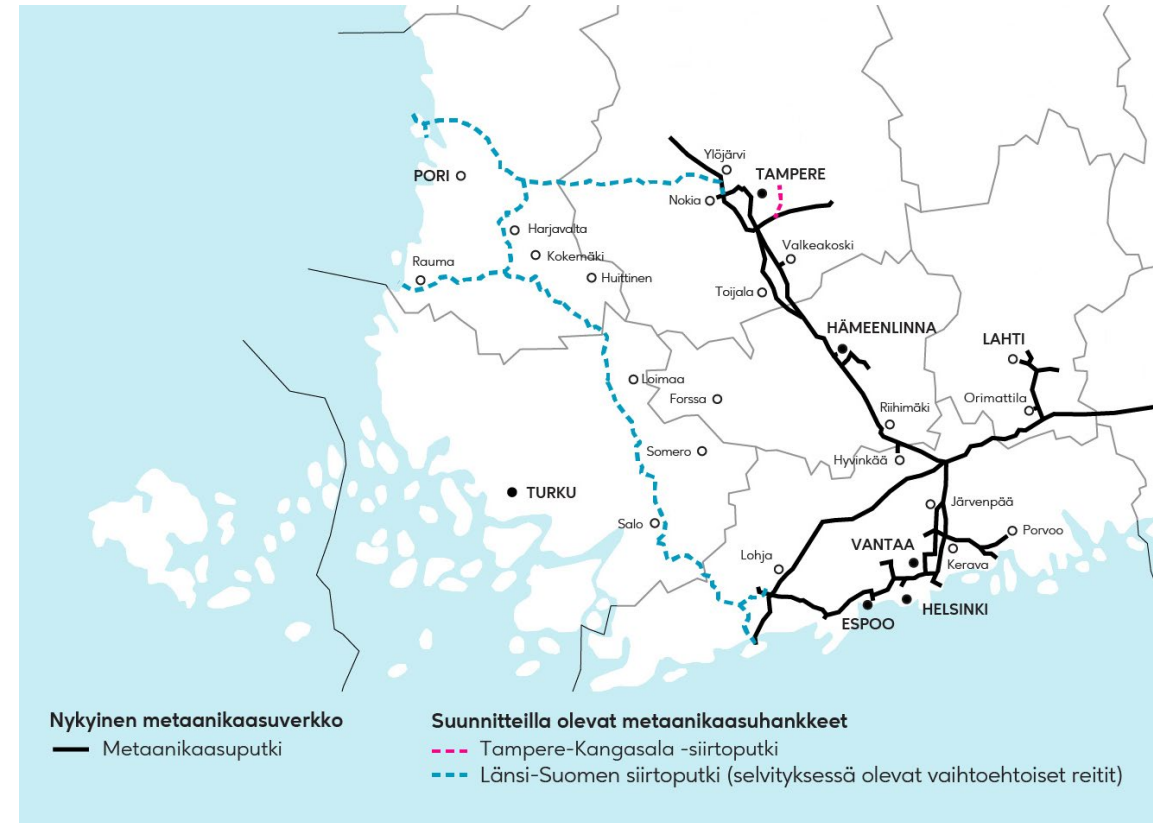 Ylöjärvi
TAMPERE
PORI
Nokia
Harjavalta
Valkeakoski
Kokemäki
Rauma
Huittinen
Toijala
HÄMEENLINNA
LAHTI
Loimaa
Forssa
Orimattila
Riihimäki
Somero
Hyvinkää
TURKU
Järvenpää
Salo
Porvoo
VANTAA
Lohja
Kerava
HELSINKI
ESPOO
Nykyinen metaanikaasuverkko
Metaanikaasuputki
Suunnitteilla olevat metaanikaasuhankkeet
Tampere-Kangasala -siirtoputki
Länsi-Suomen siirtoputki (selvityksessä olevat vaihtoehtoiset reitit)